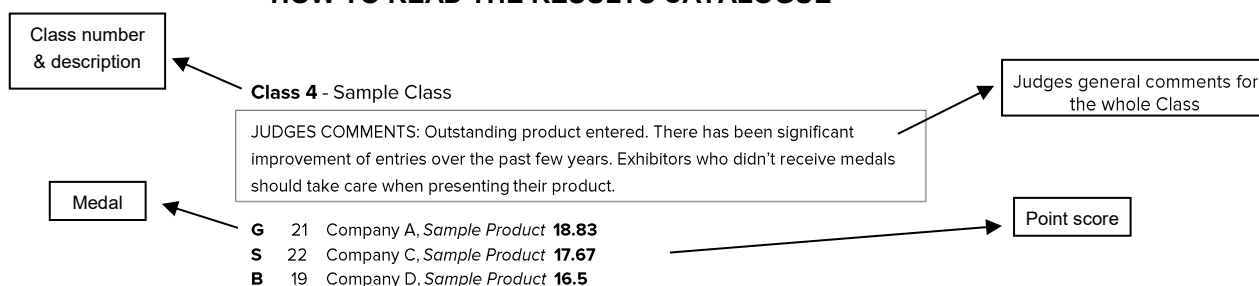 HOW TO READ THE RESULTS CATALOGUE
Class number
& description
Class 4 - Sample Class
Judges general comments for
the whole Class
JUDGES COMMENTS: Outstanding product entered. There has been significant
improvement of entries over the past few years. Exhibitors who didn’t receive medals
should take care when presenting their product.
Medal
Point score
G 21 Company A, Sample Product 18.83
S 22 Company C, Sample Product 17.67
B 19 Company D, Sample Product 16.5